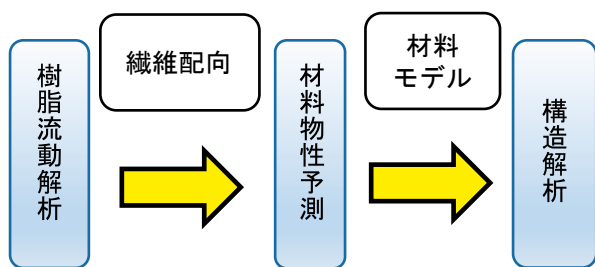 樹脂流動解析
繊維配向
材料物性予測
材料
モデル
構造解析